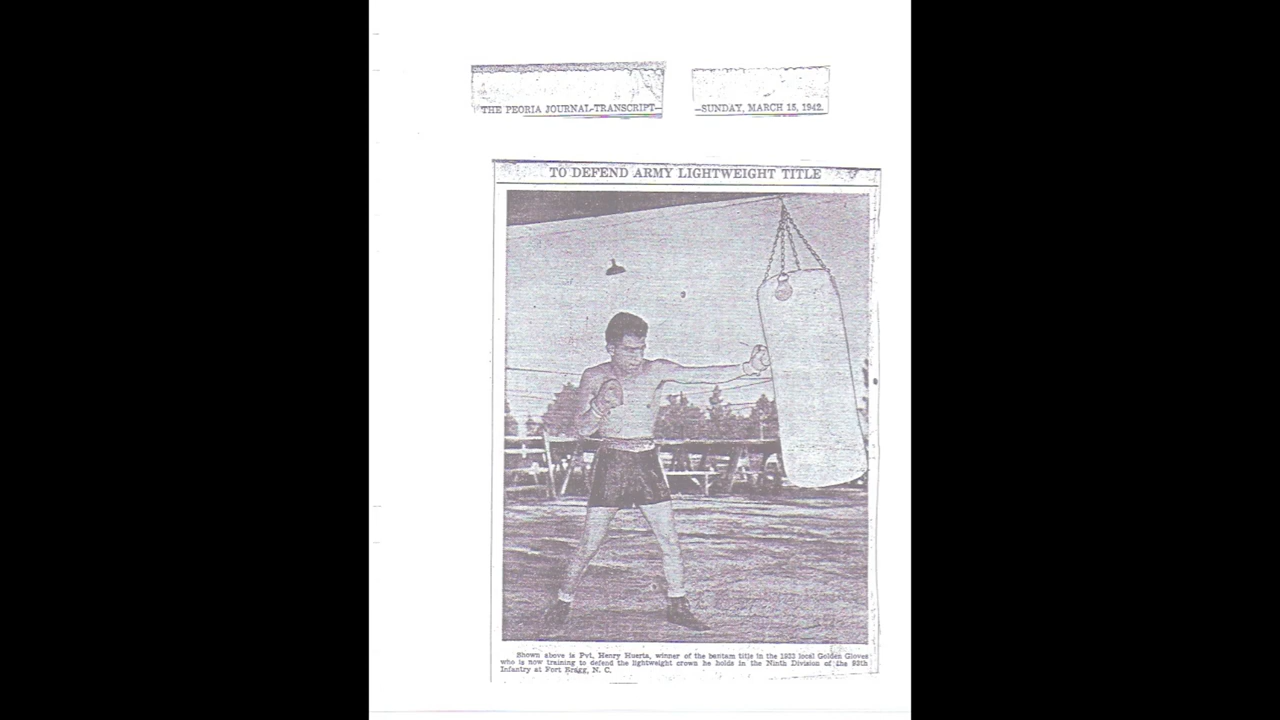 THE PEORIA JOURNAL-TRANSCRIPT—
—SUNDAY, MARCH 15, 1942.
TO DEFEND ARMY LIGHTWEIGHT TITLE
Shown above is Pvt. Henry Huerta, winner of the bantam title in the local Golden Gloves
who is now training to defend the lightweight crown he holds in the Ninth Division of the
Infantry at Fort Bragg, N. C.